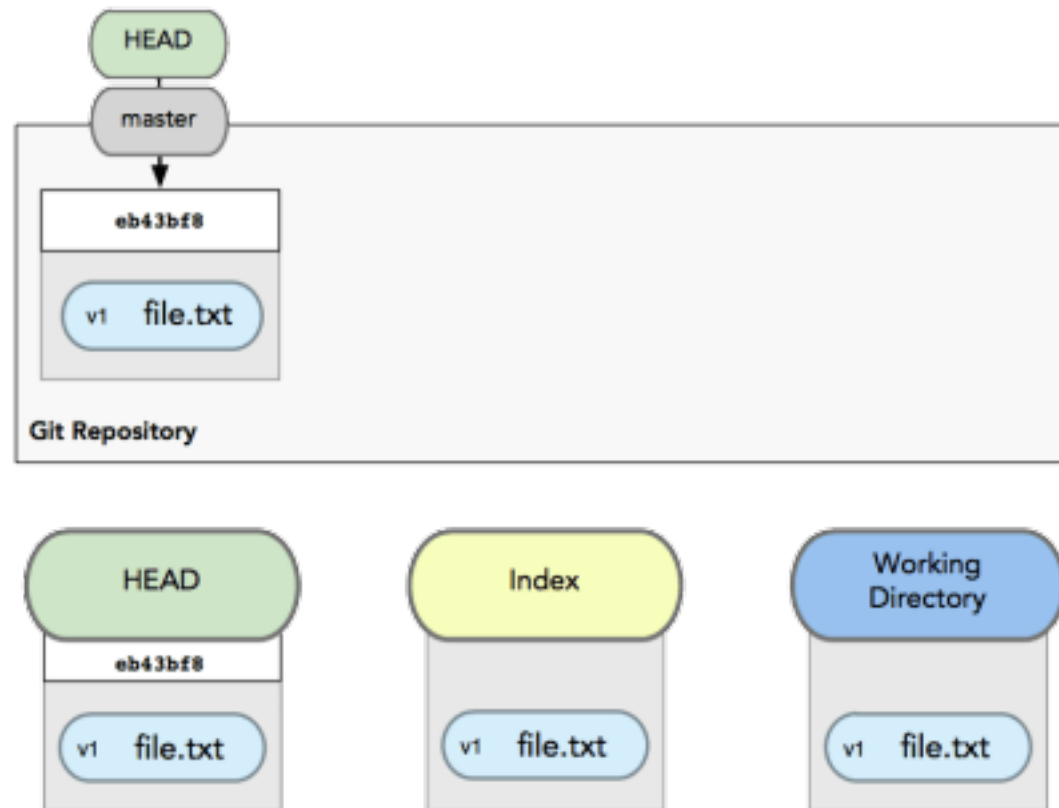 HEAD
master
eb43bf8
v1 file.txt
Git Repository
HEAD
eb43bf8
v1 file.txt
Index
v1 file.txt
Working
Directory
v1 file.txt